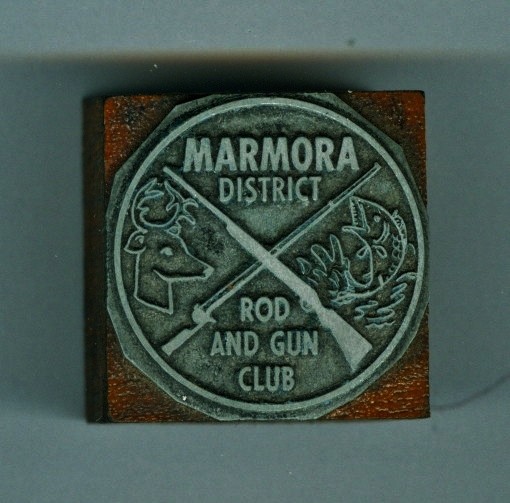 MARMORA
DISTRICT
ROD
AND GUN
CLUB